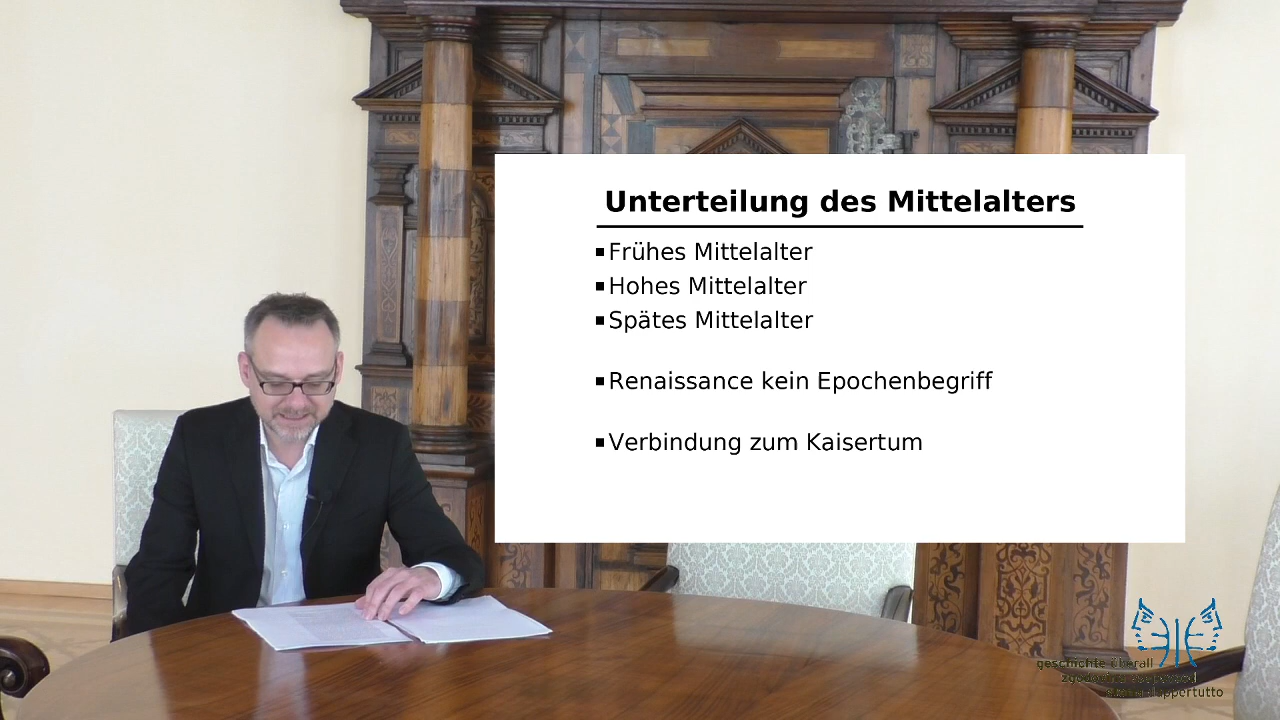 Unterteilung des Mittelalters
Frühes Mittelalter
Hohes Mittelalter
Spätes Mittelalter
Renaissance kein Epochenbegriff
Verbindung zum Kaisertum
geschichte überall